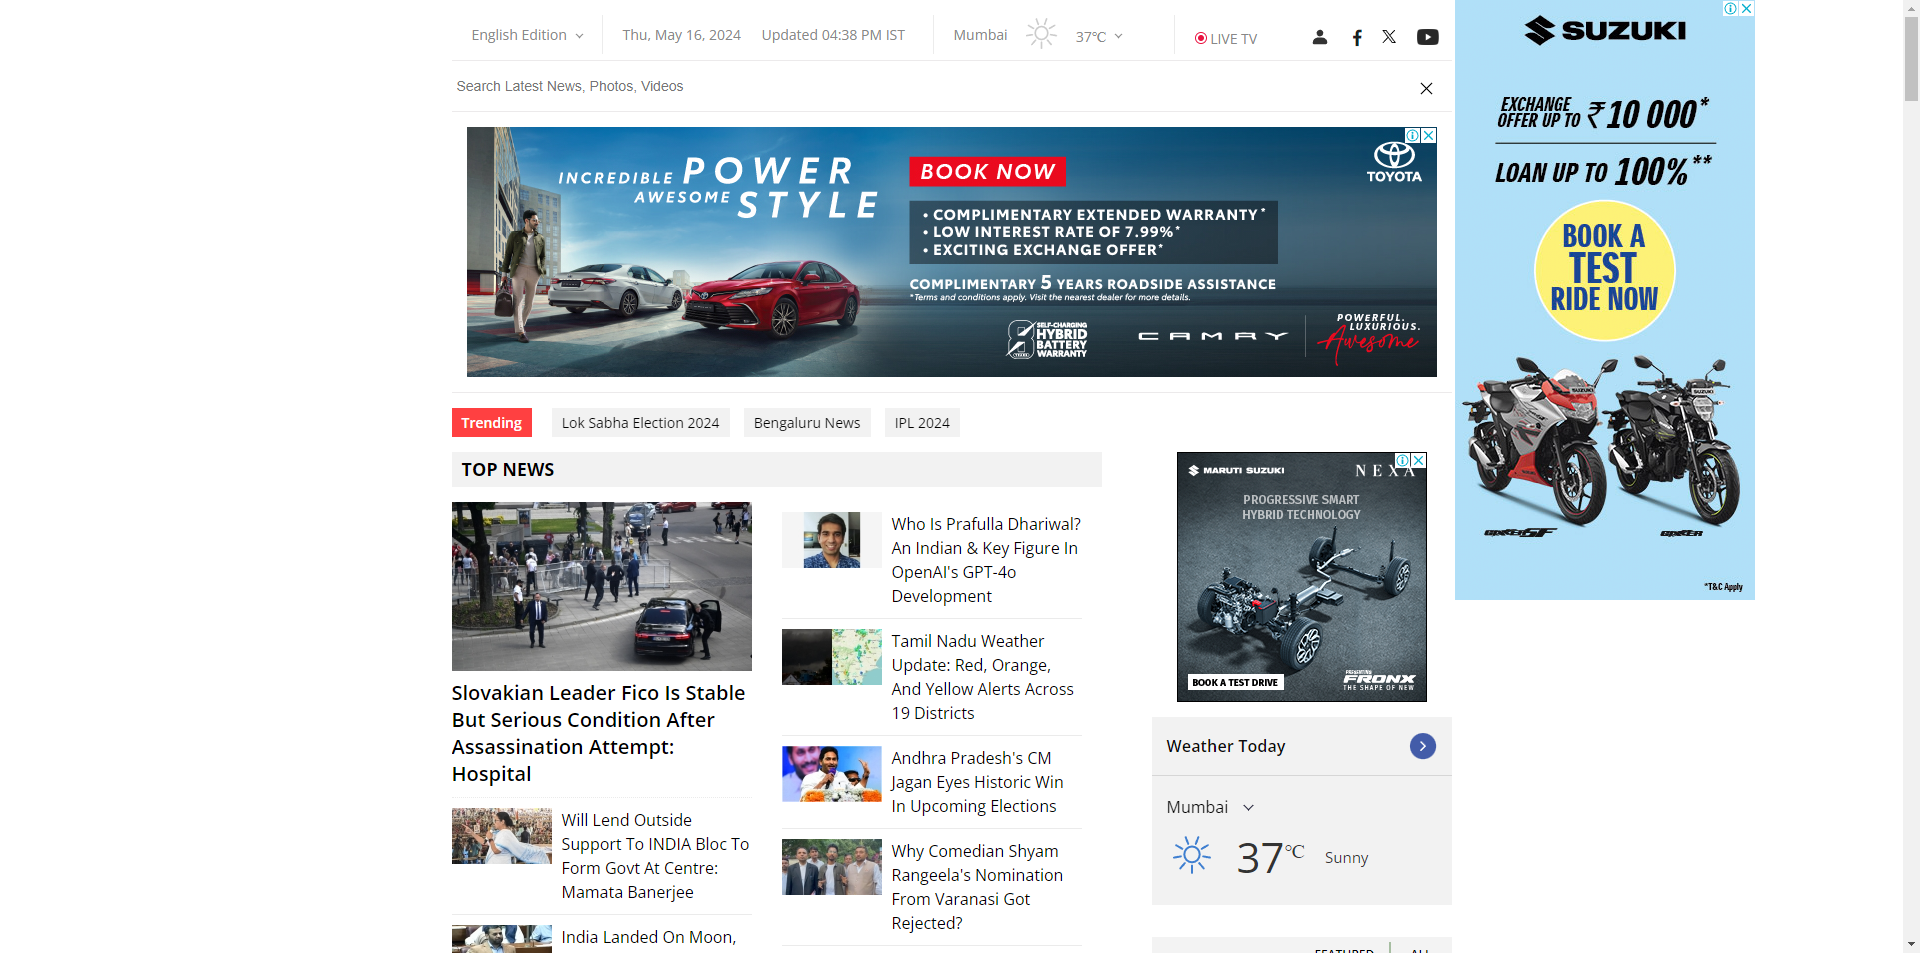 English Edition
Thu, May 16, 2024
Updated 04:38 PM IST
Mumbai
37°C
LIVE TV
Search Latest News, Photos, Videos
INCREDIBLE POWER
AWESOME STYLE
BOOK NOW
• COMPLIMENTARY EXTENDED WARRANTY*
• LOW INTEREST RATE OF 7.99%*
• EXCITING EXCHANGE OFFER*
COMPLIMENTARY 5 YEARS ROADSIDE ASSISTANCE
*Terms and conditions apply. Visit the nearest dealer for more details.
TOYOTA
8
SELF-CHARGING
HYBRID
BATTERY
WARRANTY
CAMRY
POWERFUL.
LUXURIOUS.
Awesome
SUZUKI
EXCHANGE
OFFER UP TO ₹10 000*
LOAN UP TO 100%**
BOOK A
TEST
RIDE NOW
GIXXER SF
GIXXER
*T&C Apply
Trending
Lok Sabha Election 2024
Bengaluru News
IPL 2024
TOP NEWS
Slovakian Leader Fico Is Stable
But Serious Condition After
Assassination Attempt:
Hospital
Will Lend Outside
Support To INDIA Bloc To
Form Govt At Centre:
Mamata Banerjee
India Landed On Moon,
Who Is Prafulla Dhariwal?
An Indian & Key Figure In
OpenAI's GPT-4o
Development
Tamil Nadu Weather
Update: Red, Orange,
And Yellow Alerts Across
19 Districts
Andhra Pradesh's CM
Jagan Eyes Historic Win
In Upcoming Elections
Why Comedian Shyam
Rangeela's Nomination
From Varanasi Got
Rejected?
MARUTI SUZUKI
NEXA
PROGRESSIVE SMART
HYBRID TECHNOLOGY
BOOK A TEST DRIVE
PRESENTING
FRONX
THE SHAPE OF NEW
Weather Today
Mumbai
37°C
Sunny
FEATURED
ALL